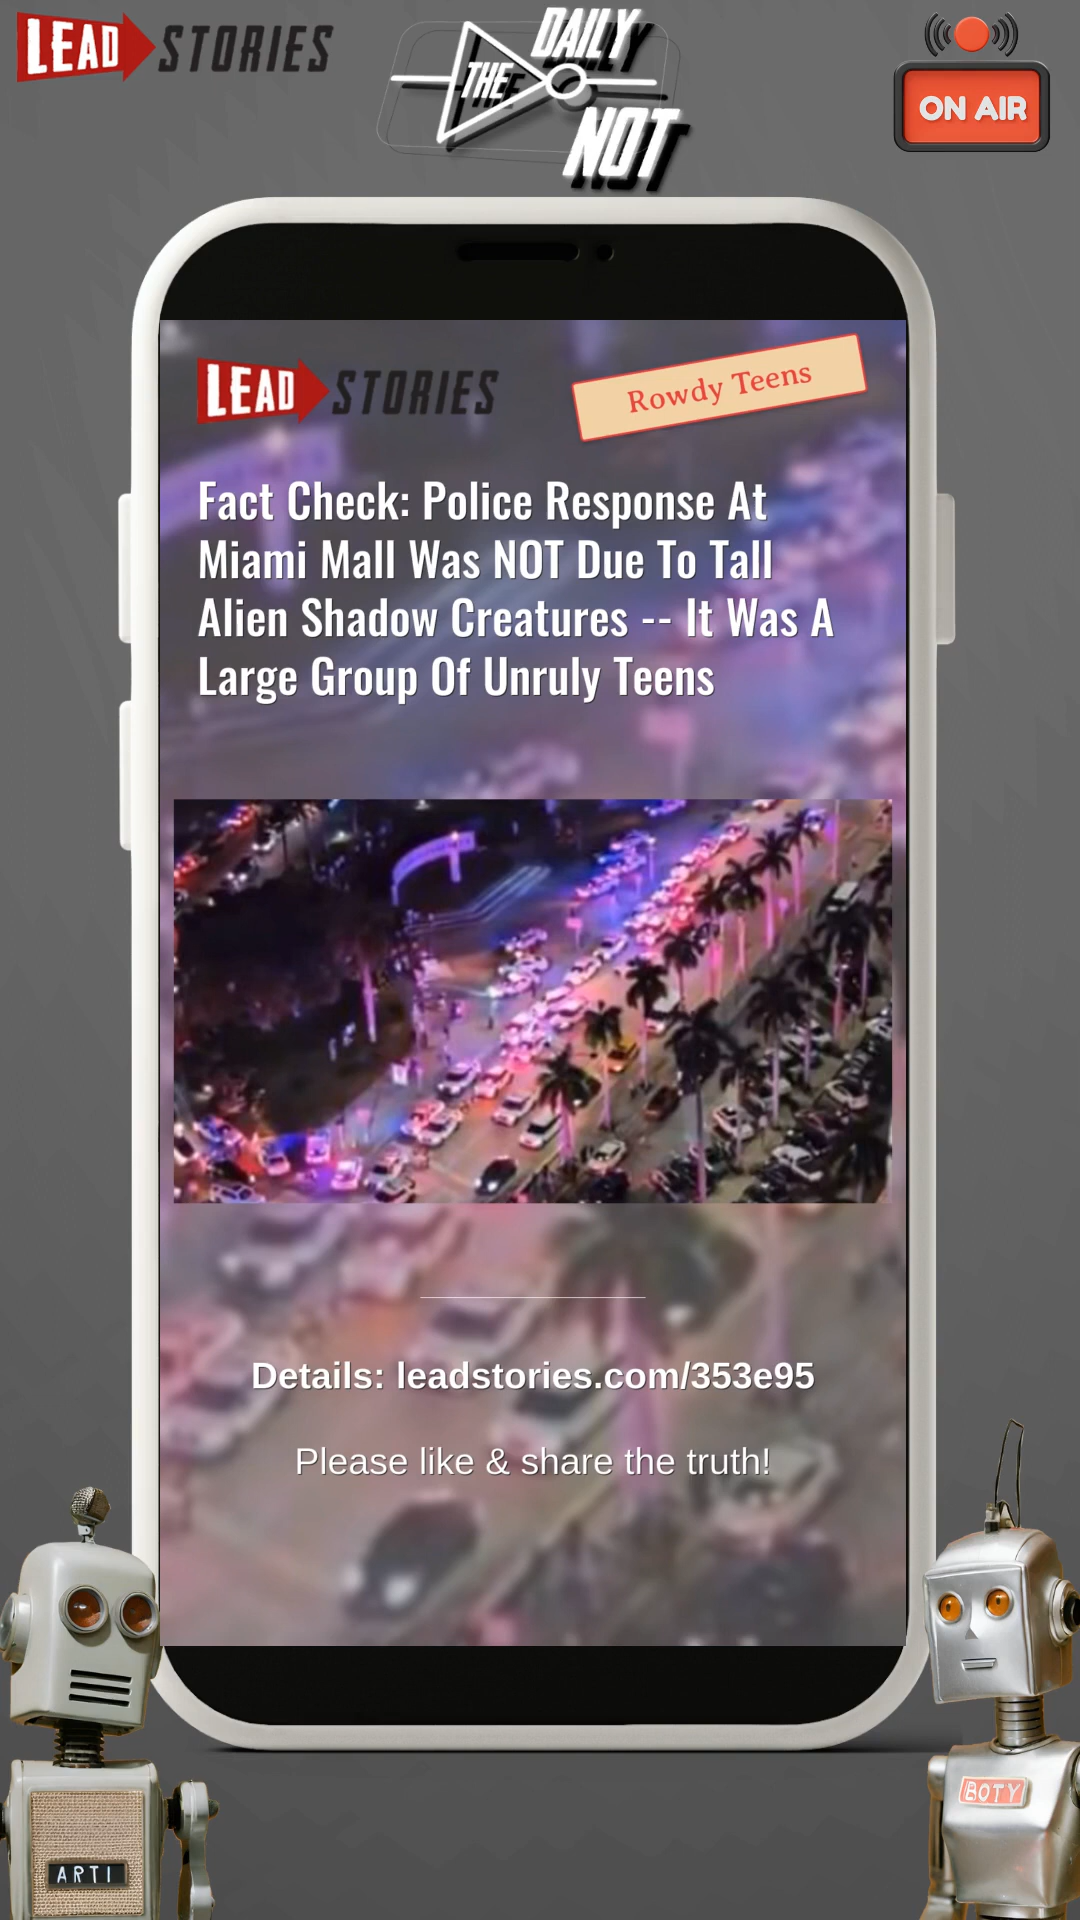 LEAD STORIES
THE DAILY NOT
ON AIR
LEAD STORIES
Rowdy Teens
Fact Check: Police Response At
Miami Mall Was NOT Due To Tall
Alien Shadow Creatures -- It Was A
Large Group Of Unruly Teens
Details: leadstories.com/353e95
Please like & share the truth!
ARTI
BOTY